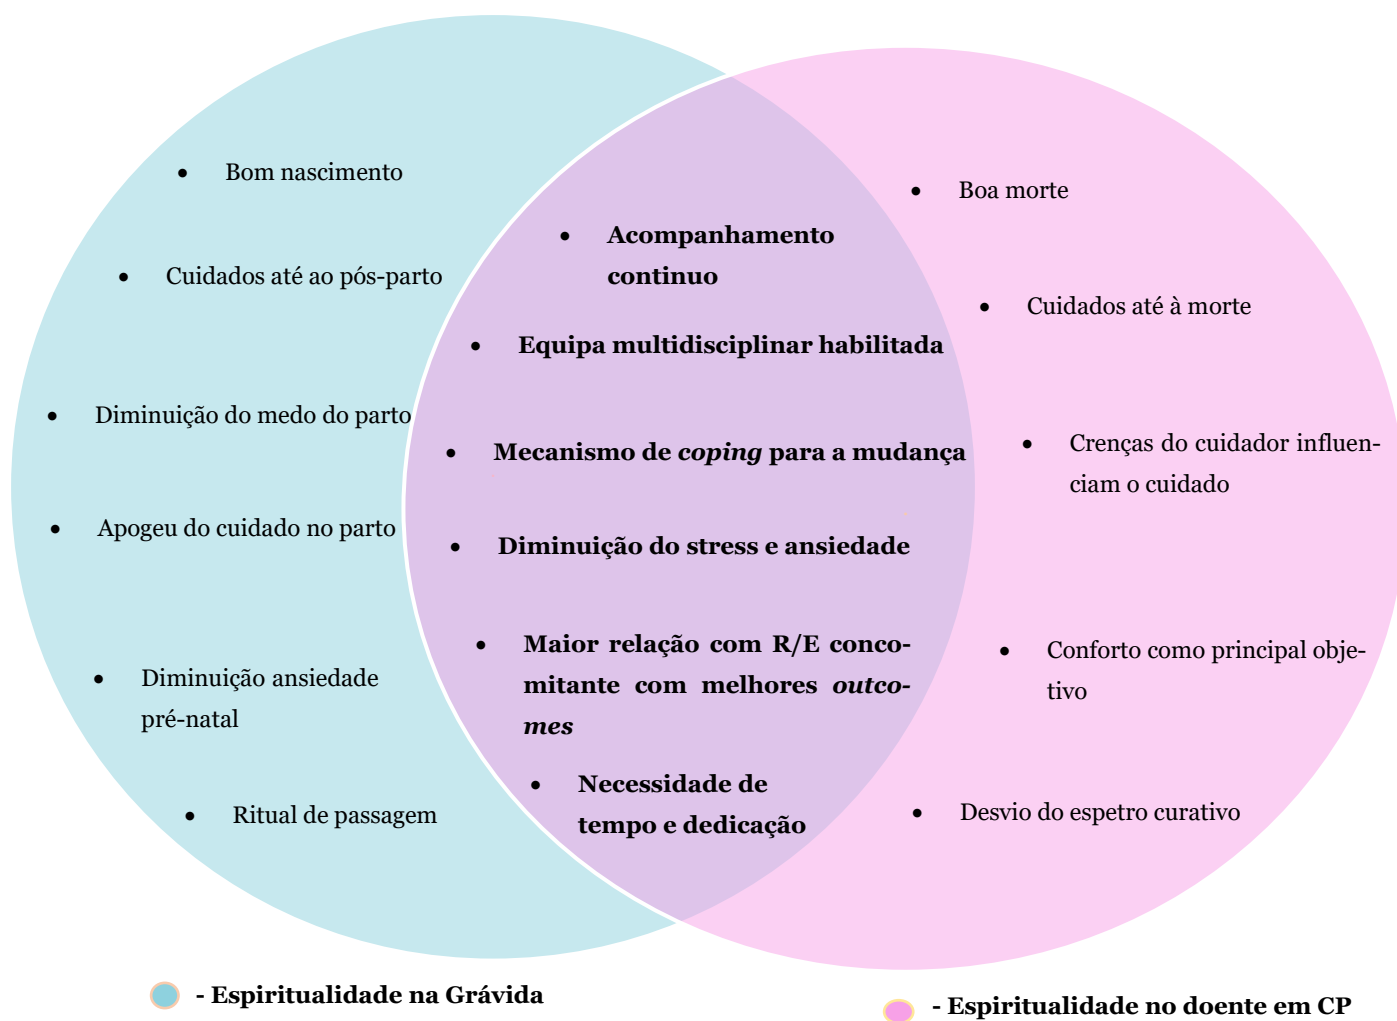 • Bom nascimento
• Cuidados até ao pós-parto
• Diminuição do medo do parto
• Apogeu do cuidado no parto
• Diminuição ansiedade
pré-natal
• Ritual de passagem
• Acompanhamento
continuo
• Equipa multidisciplinar habilitada
• Mecanismo de coping para a mudança
• Diminuição do stress e ansiedade
• Maior relação com R/E conco-
mitante com melhores outco-
mes
• Necessidade de
tempo e dedicação
• Boa morte
• Cuidados até à morte
• Crenças do cuidador influen-
ciam o cuidado
• Conforto como principal obje-
tivo
• Desvio do espetro curativo
- Espiritualidade na Grávida
- Espiritualidade no doente em CP